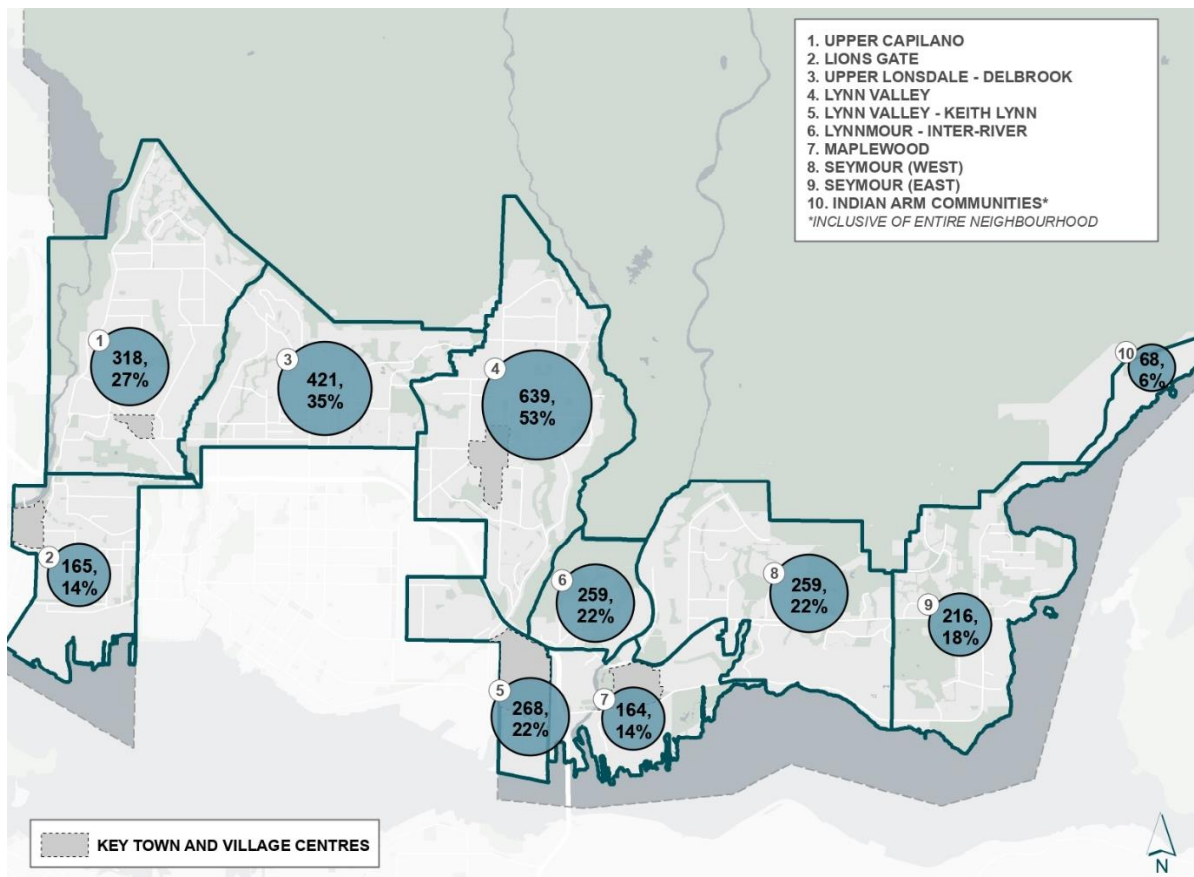 1. UPPER CAPILANO
2. LIONS GATE
3. UPPER LONSDALE - DELBROOK
4. LYNN VALLEY
5. LYNN VALLEY - KEITH LYNN
6. LYNNMOUR - INTER-RIVER
7. MAPLEWOOD
8. SEYMOUR (WEST)
9. SEYMOUR (EAST)
10. INDIAN ARM COMMUNITIES*
*INCLUSIVE OF ENTIRE NEIGHBOURHOOD
1
318,
27%
3
421,
35%
4
639,
53%
10
68,
6%
2
165,
14%
6
259,
22%
8
259,
22%
9
216,
18%
5
268,
22%
7
164,
14%
KEY TOWN AND VILLAGE CENTRES
N